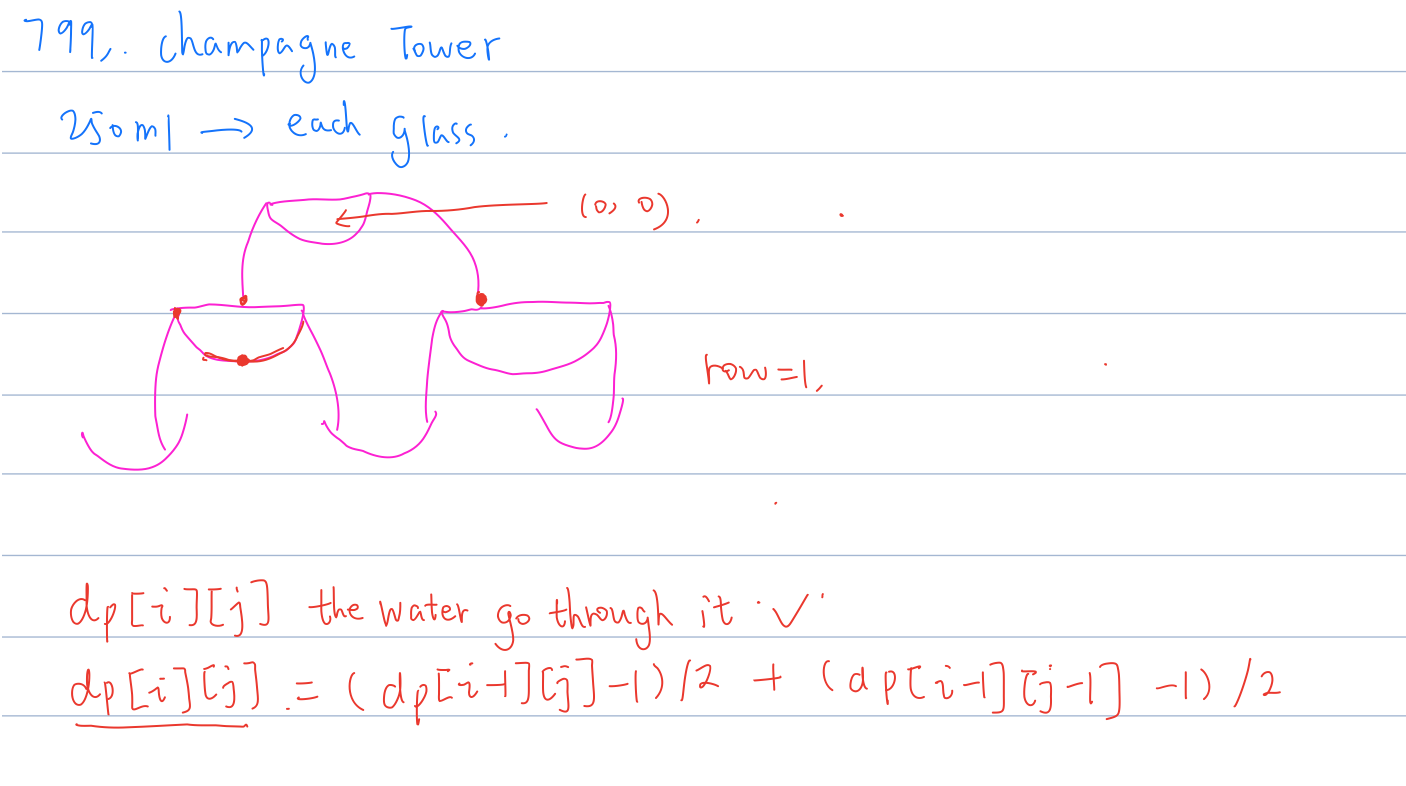 799,. Champagne Tower
250ml → each glass.
(0, 0).
row=1,
dp[i][j] the water go through it. ✓
dp[i][j] = (dp[i-1][j]-1)/2 + (dp[i-1][j-1] -1)/2